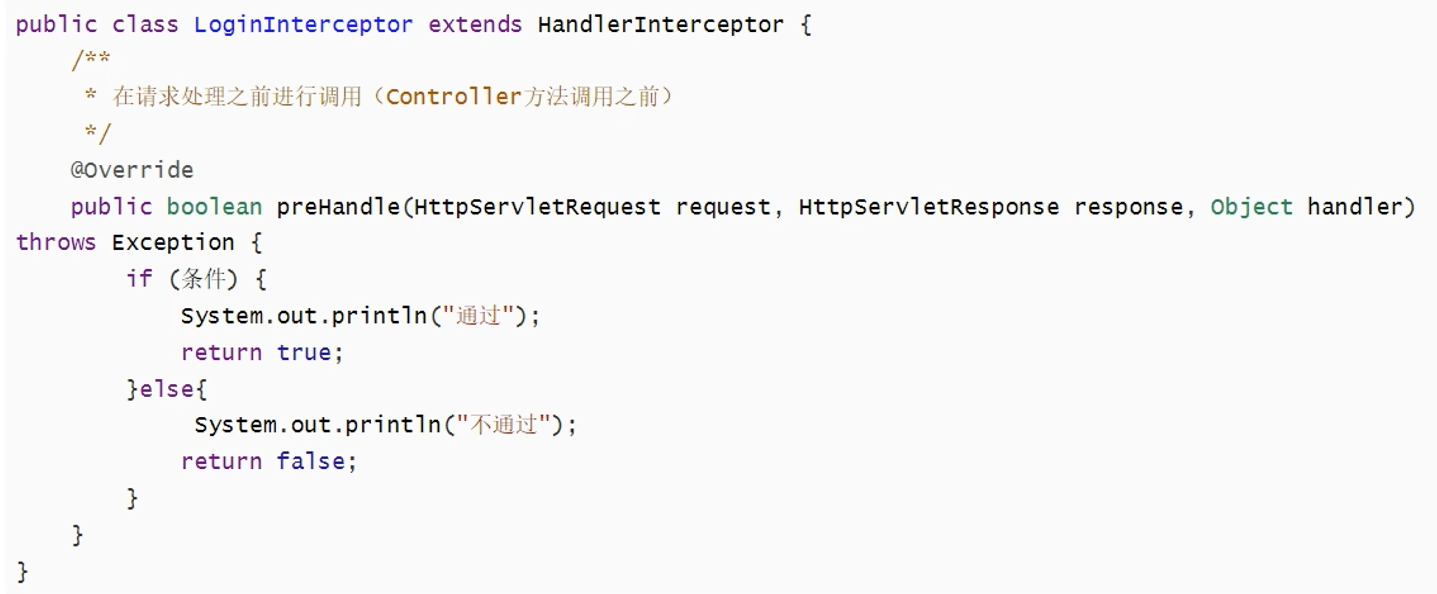 public class LoginInterceptor extends HandlerInterceptor {
    /**
     * 在请求处理之前进行调用（Controller方法调用之前）
     */
    @Override
    public boolean preHandle(HttpServletRequest request, HttpServletResponse response, Object handler)
throws Exception {
        if (条件) {
            System.out.println("通过");
            return true;
        }else{
             System.out.println("不通过");
            return false;
        }
    }
}